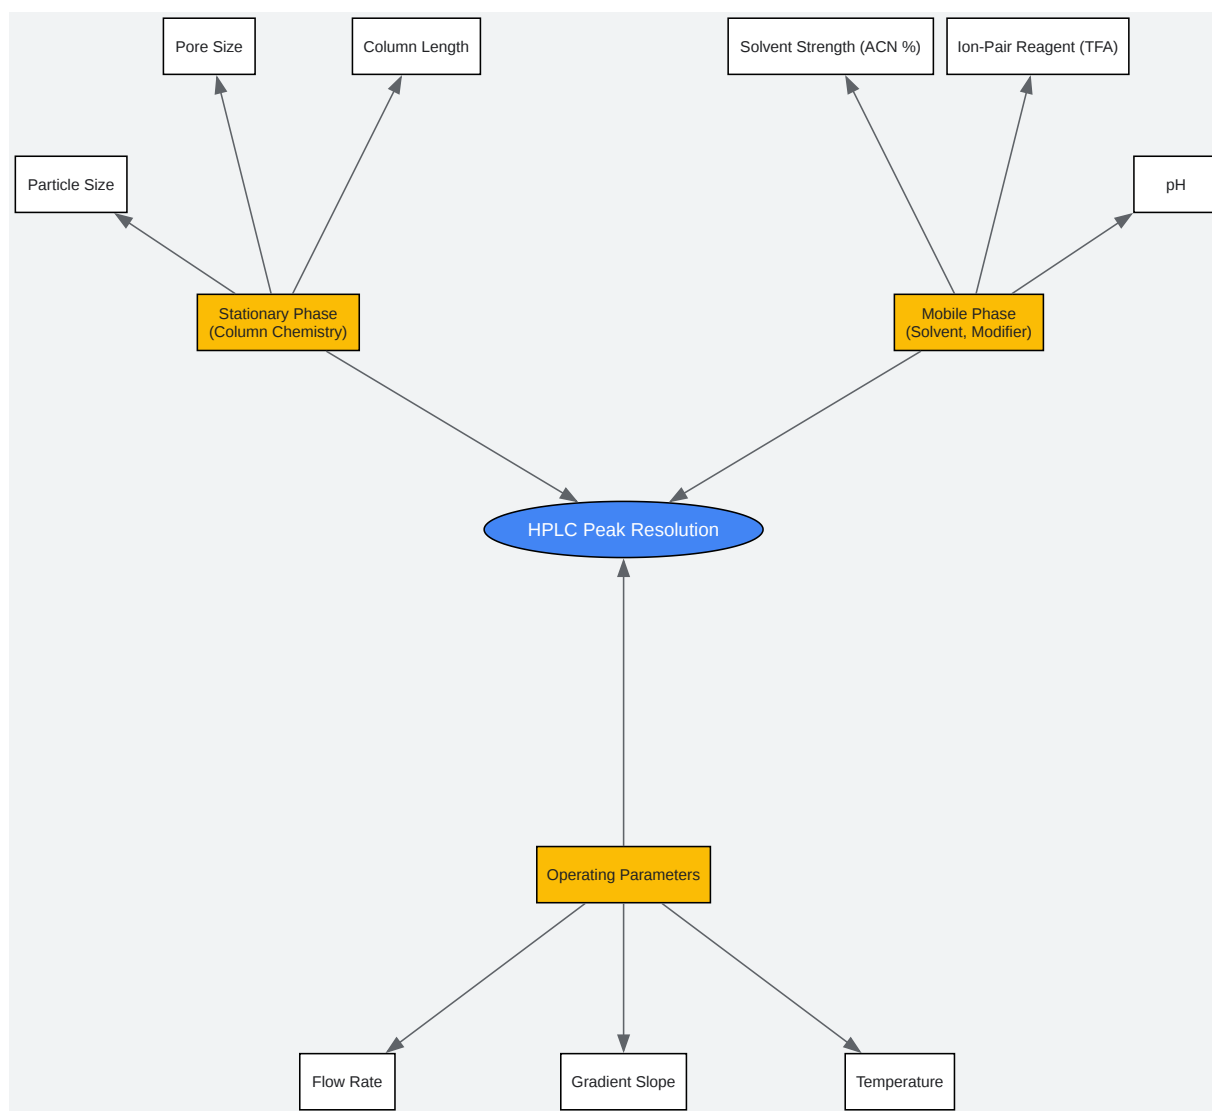 Pore Size
Column Length
Solvent Strength (ACN %)
Ion-Pair Reagent (TFA)
Particle Size
pH
Stationary Phase
(Column Chemistry)
Mobile Phase
(Solvent, Modifier)
HPLC Peak Resolution
Operating Parameters
Flow Rate
Gradient Slope
Temperature